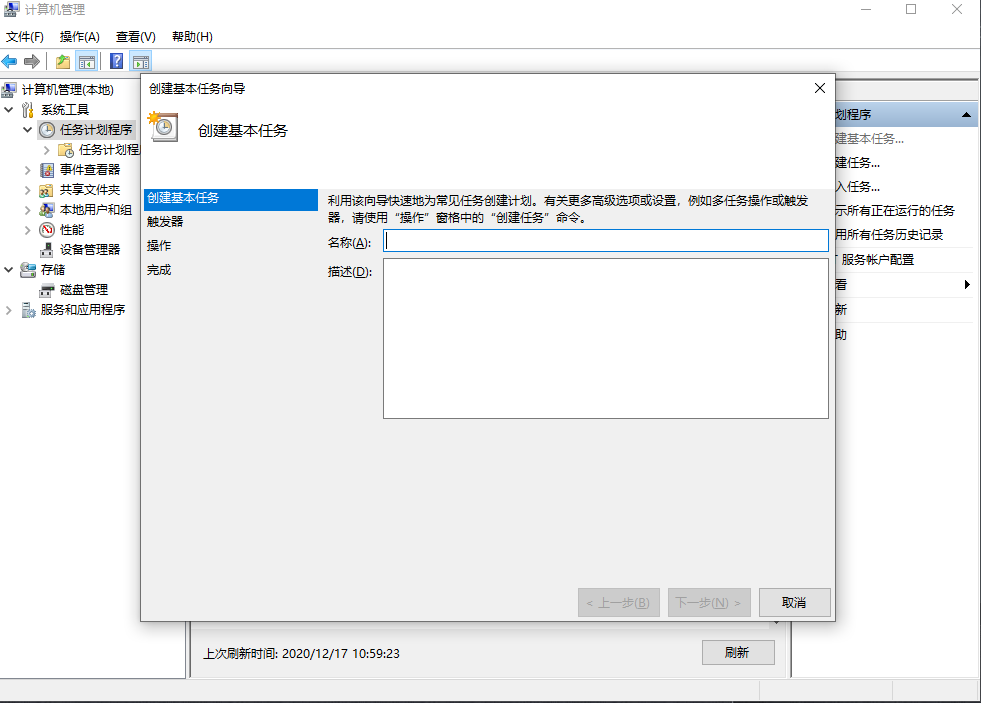 计算机管理
文件(F) 操作(A) 查看(V) 帮助(H)
计算机管理(本地)
系统工具
任务计划程序
任务计划程
事件查看器
共享文件夹
本地用户和组
性能
设备管理器
存储
磁盘管理
服务和应用程序
创建基本任务向导
创建基本任务
创建基本任务
触发器
操作
完成
利用该向导快速地为常见任务创建计划。有关更多高级选项或设置，例如多任务操作或触发
器，请使用“操作”窗格中的“创建任务”命令。
名称(A):
描述(D):
< 上一步(B)
下一步(N) >
取消
划程序
建基本任务...
建任务...
入任务...
示所有正在运行的任务
用所有任务历史记录
服务帐户配置
看
新
助
上次刷新时间: 2020/12/17 10:59:23
刷新